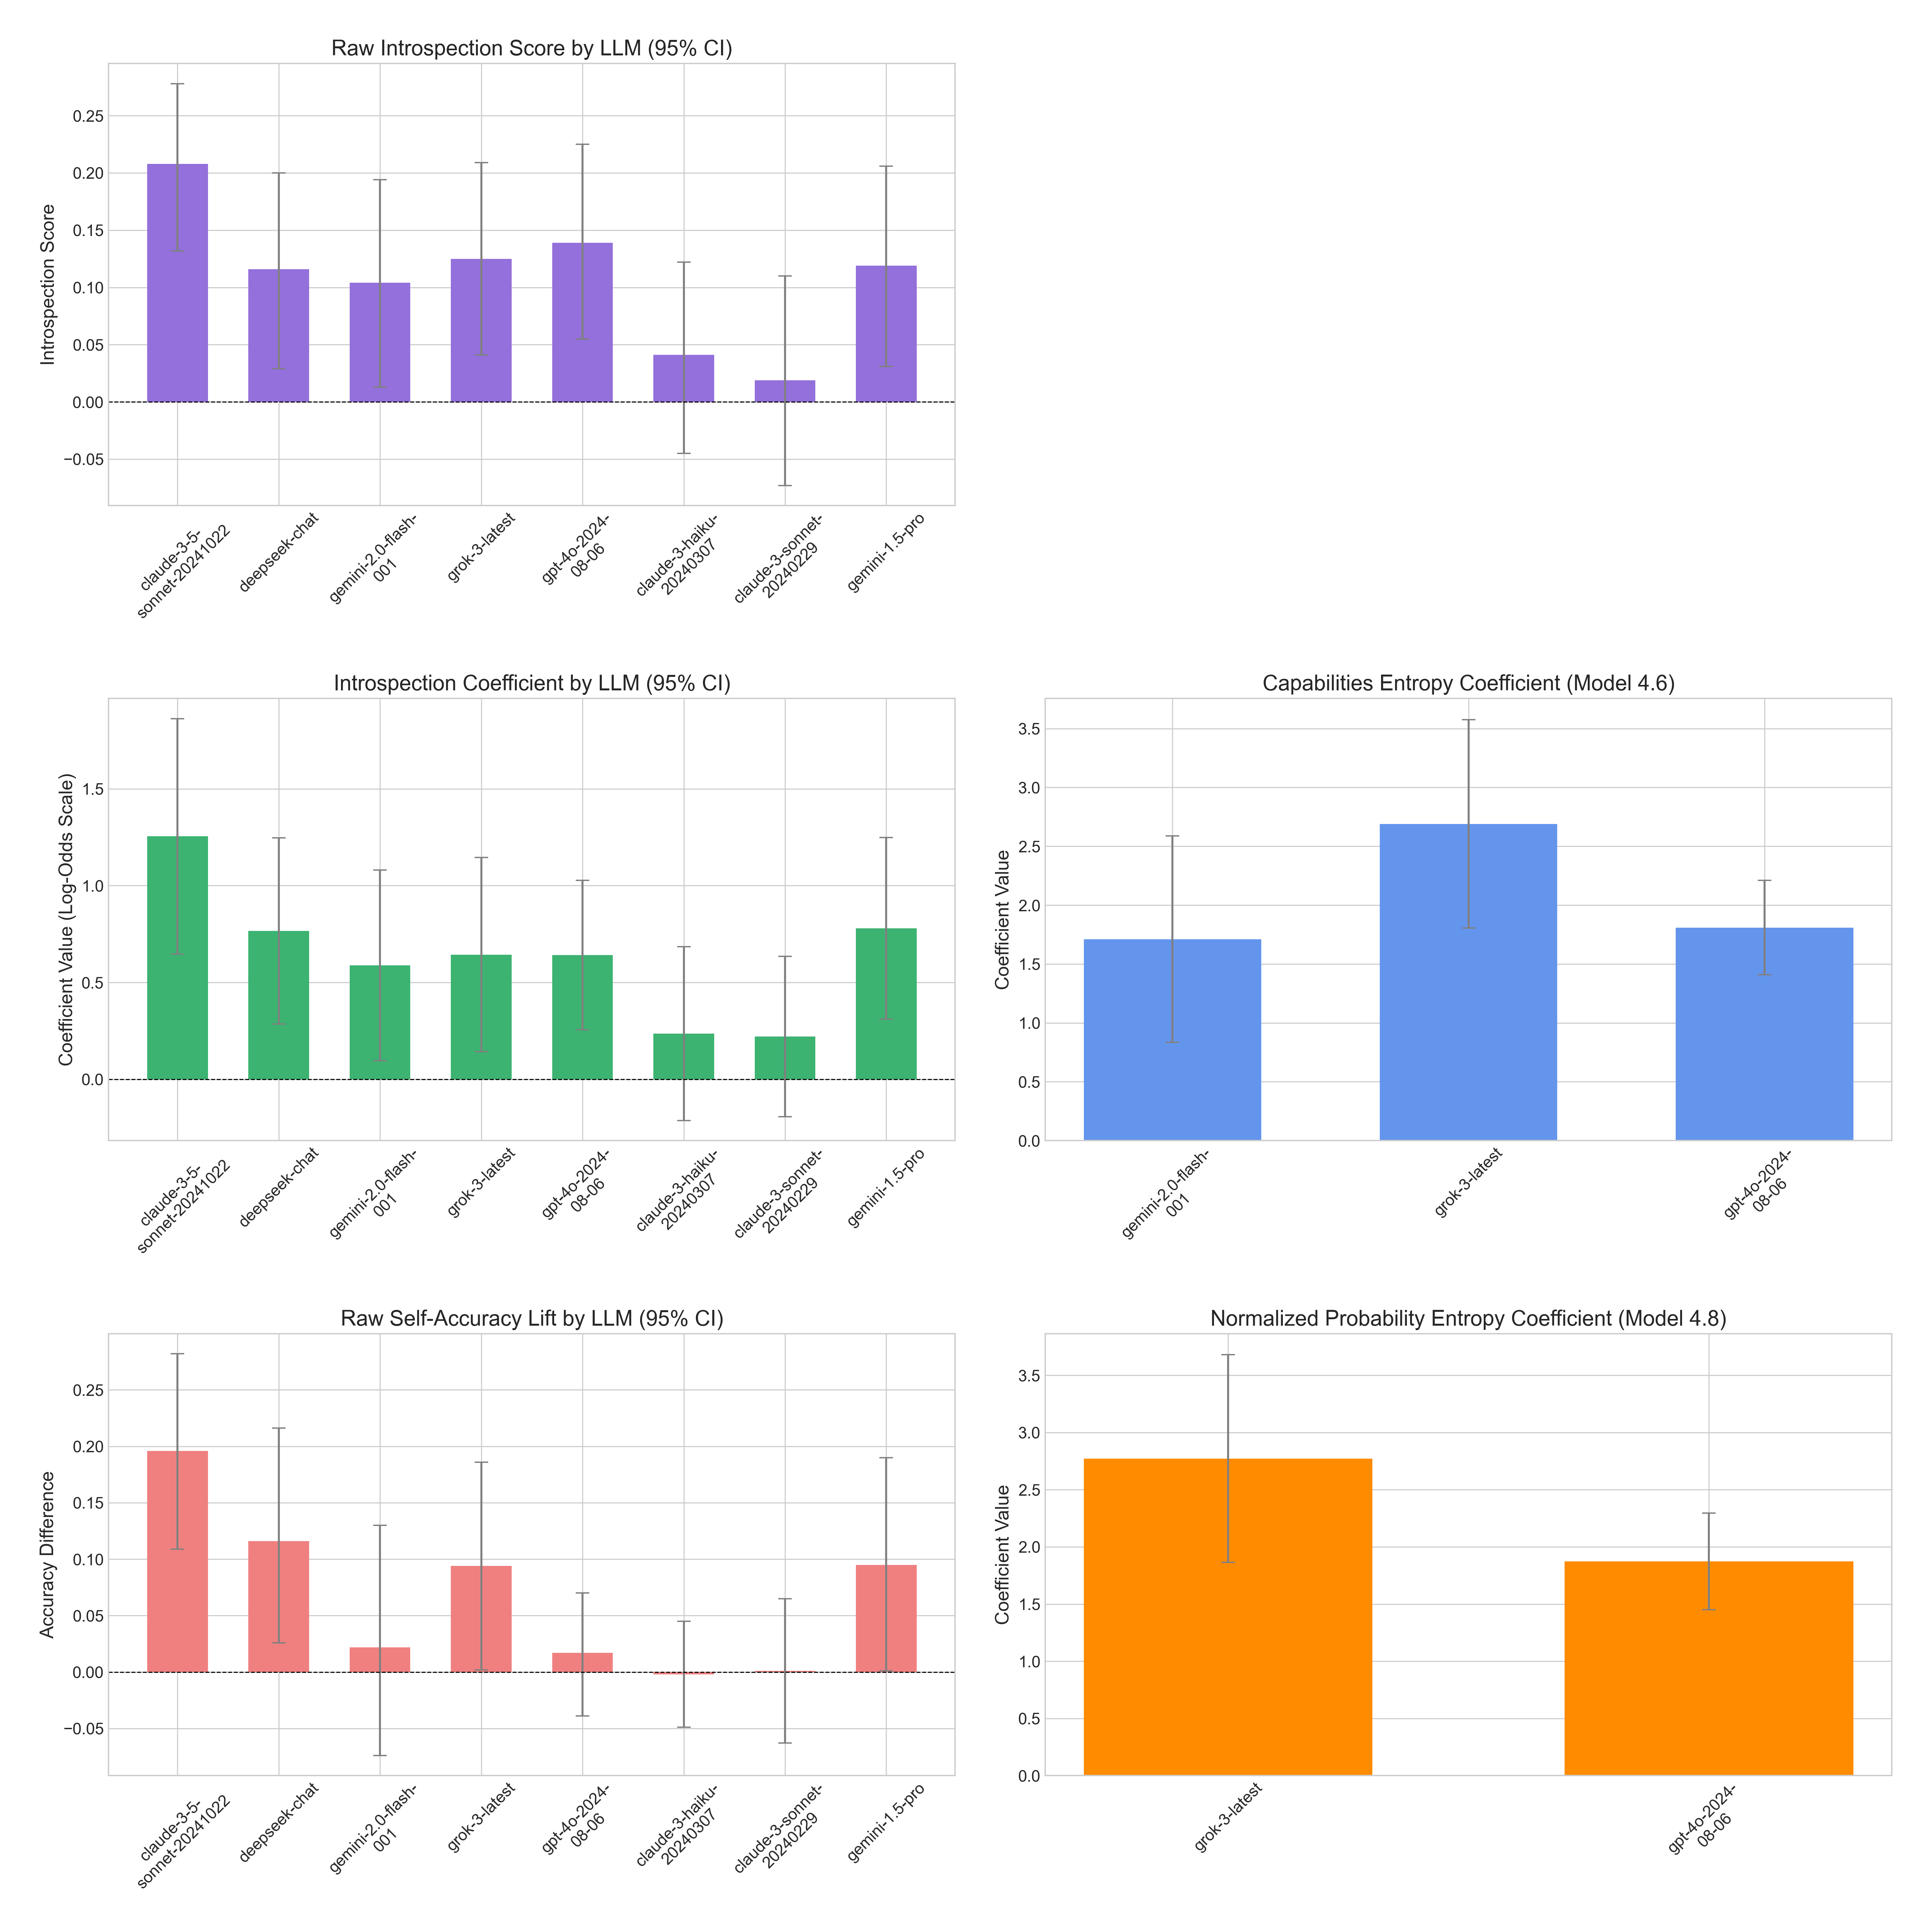 Raw Introspection Score by LLM (95% CI)
Introspection Score
0.25
0.20
0.15
0.10
0.05
0.00
−0.05
claude-3-5-
sonnet-20241022
deepseek-chat
gemini-2.0-flash-
001
grok-3-latest
gpt-4o-2024-
08-06
claude-3-haiku-
20240307
claude-3-sonnet-
20240229
gemini-1.5-pro
Introspection Coefficient by LLM (95% CI)
Coefficient Value (Log-Odds Scale)
1.5
1.0
0.5
0.0
claude-3-5-
sonnet-20241022
deepseek-chat
gemini-2.0-flash-
001
grok-3-latest
gpt-4o-2024-
08-06
claude-3-haiku-
20240307
claude-3-sonnet-
20240229
gemini-1.5-pro
Capabilities Entropy Coefficient (Model 4.6)
Coefficient Value
3.5
3.0
2.5
2.0
1.5
1.0
0.5
0.0
gemini-2.0-flash-
001
grok-3-latest
gpt-4o-2024-
08-06
Raw Self-Accuracy Lift by LLM (95% CI)
Accuracy Difference
0.25
0.20
0.15
0.10
0.05
0.00
−0.05
claude-3-5-
sonnet-20241022
deepseek-chat
gemini-2.0-flash-
001
grok-3-latest
gpt-4o-2024-
08-06
claude-3-haiku-
20240307
claude-3-sonnet-
20240229
gemini-1.5-pro
Normalized Probability Entropy Coefficient (Model 4.8)
Coefficient Value
3.5
3.0
2.5
2.0
1.5
1.0
0.5
0.0
grok-3-latest
gpt-4o-2024-
08-06